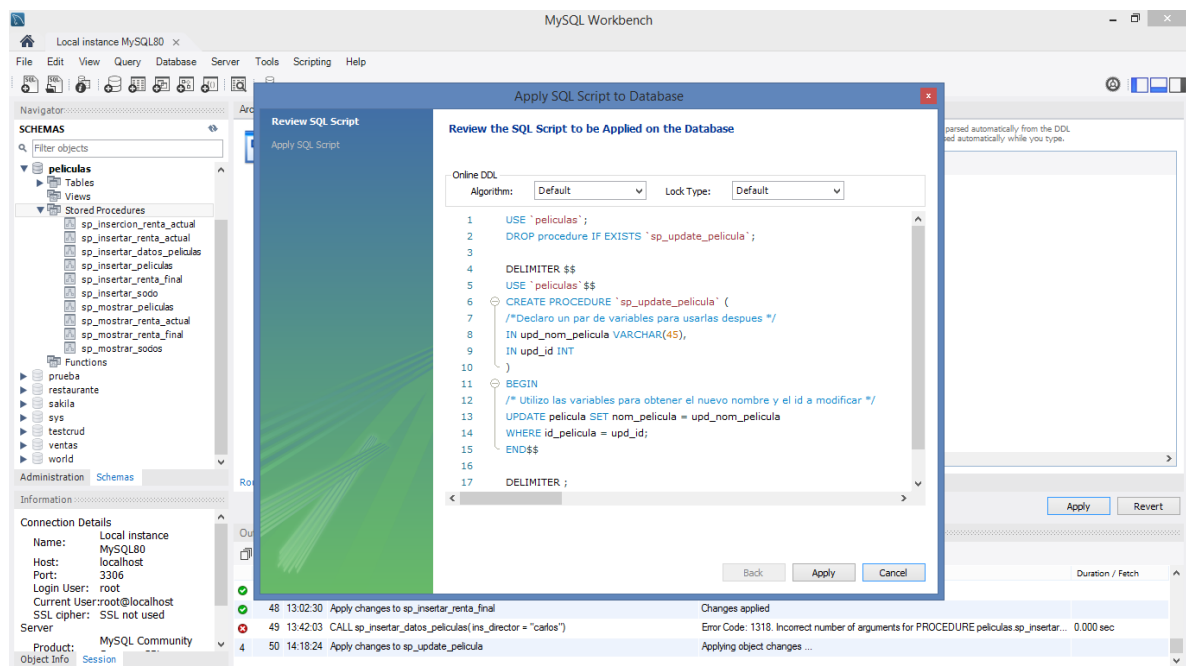 MySQL Workbench
Local instance MySQL80
File Edit View Query Database Server Tools Scripting Help
Navigator
SCHEMAS
Filter objects
peliculas
Tables
Views
Stored Procedures
sp_insercion_renta_actual
sp_insertar_renta_actual
sp_insertar_datos_peliculas
sp_insertar_peliculas
sp_insertar_renta_final
sp_insertar_sodo
sp_mostrar_peliculas
sp_mostrar_renta_actual
sp_mostrar_renta_final
sp_mostrar_sodos
Functions
prueba
restaurante
sakila
sys
testcrud
ventas
world
Administration Schemas
Information
Connection Details
Name: Local instance
MySQL80
Host: localhost
Port: 3306
Login User: root
Current User:root@localhost
SSL cipher: SSL not used
Server
Product: MySQL Community
Object Info Session
Apply SQL Script to Database
Review SQL Script
Apply SQL Script
Review the SQL Script to be Applied on the Database
Online DDL
Algorithm: Default Lock Type: Default
1 USE `peliculas`;
2 DROP procedure IF EXISTS `sp_update_pelicula`;
3
4 DELIMITER $$
5 USE `peliculas`$$
6 CREATE PROCEDURE `sp_update_pelicula` (
7 /*Declaro un par de variables para usarlas despues */
8 IN upd_nom_pelicula VARCHAR(45),
9 IN upd_id INT
10 )
11 BEGIN
12 /* Utilizo las variables para obtener el nuevo nombre y el id a modificar */
13 UPDATE pelicula SET nom_pelicula = upd_nom_pelicula
14 WHERE id_pelicula = upd_id;
15 END$$
16
17 DELIMITER ;
Back Apply Cancel
parsed automatically from the DDL
sed automatically while you type.
Apply Revert
Duration / Fetch
48 13:02:30 Apply changes to sp_insertar_renta_final Changes applied
49 13:42:03 CALL sp_insertar_datos_peliculas( ins_director = "carlos") Error Code: 1318. Incorrect number of arguments for PROCEDURE peliculas.sp_insertar... 0.000 sec
4 50 14:18:24 Apply changes to sp_update_pelicula Applying object changes ...